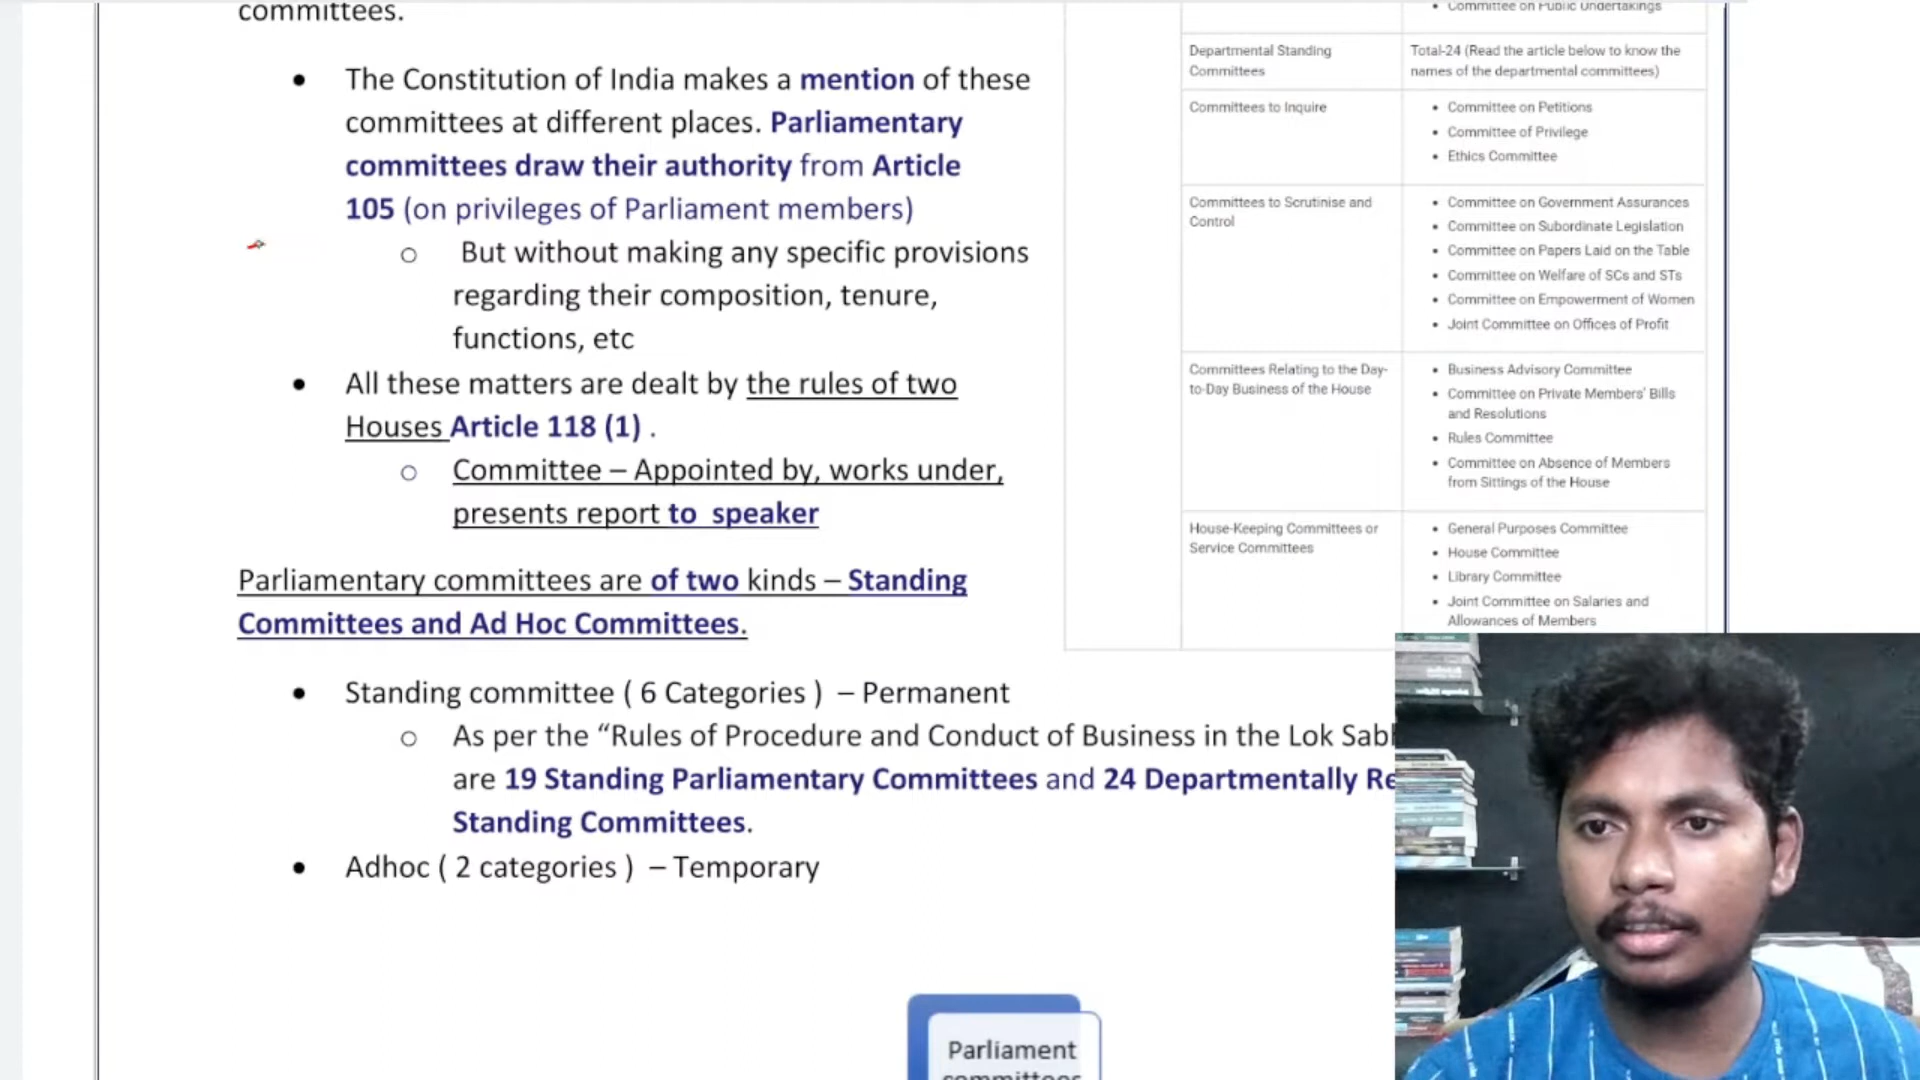 committees.
• The Constitution of India makes a mention of these
committees at different places. Parliamentary
committees draw their authority from Article
105 (on privileges of Parliament members)
o But without making any specific provisions
regarding their composition, tenure,
functions, etc
• All these matters are dealt by the rules of two
Houses Article 118 (1) .
o Committee – Appointed by, works under,
presents report to speaker
Parliamentary committees are of two kinds – Standing
Committees and Ad Hoc Committees.
• Standing committee ( 6 Categories ) – Permanent
o As per the “Rules of Procedure and Conduct of Business in the Lok
are 19 Standing Parliamentary Committees and 24 Departmentally
Standing Committees.
• Adhoc ( 2 categories ) – Temporary
Parliament
committees
• Committee on Public Undertakings
Departmental Standing
Committees
Total-24 (Read the article below to know the
names of the departmental committees)
Committees to Inquire
• Committee on Petitions
• Committee of Privilege
• Ethics Committee
Committees to Scrutinise and
Control
• Committee on Government Assurances
• Committee on Subordinate Legislation
• Committee on Papers Laid on the Table
• Committee on Welfare of SCs and STs
• Committee on Empowerment of Women
• Joint Committee on Offices of Profit
Committees Relating to the Day-
to-Day Business of the House
• Business Advisory Committee
• Committee on Private Members' Bills
and Resolutions
• Rules Committee
• Committee on Absence of Members
from Sittings of the House
House-Keeping Committees or
Service Committees
• General Purposes Committee
• House Committee
• Library Committee
• Joint Committee on Salaries and
Allowances of Members